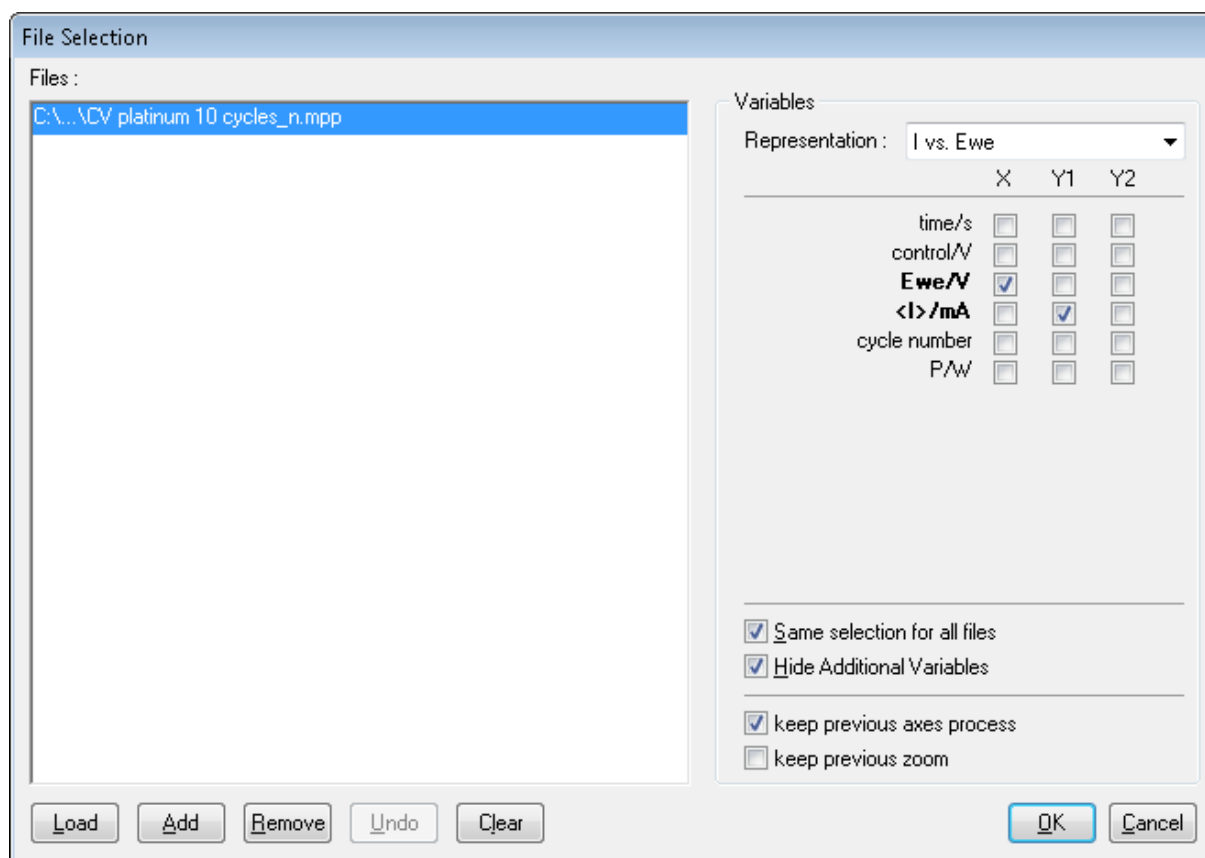 File Selection
Files :
C:\...\CV platinum 10 cycles_n.mpp
Variables
Representation : I vs. Ewe
X Y1 Y2
time/s
control/V
Ewe/V
<I>/mA
cycle number
P/W
Same selection for all files
Hide Additional Variables
keep previous axes process
keep previous zoom
Load Add Remove Undo Clear OK Cancel